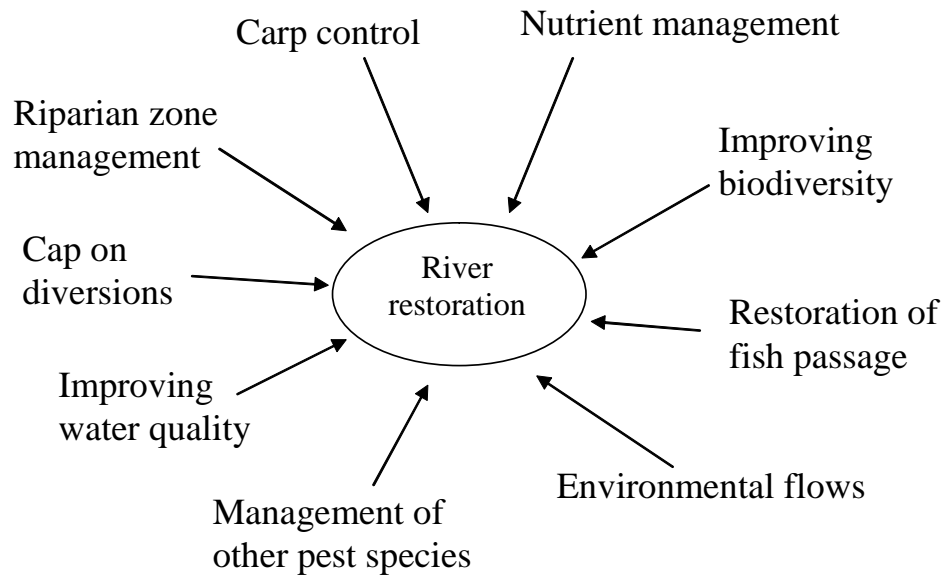 Carp control
Nutrient management
Riparian zone
management
Improving
biodiversity
Cap on
diversions
River
restoration
Restoration of
fish passage
Improving
water quality
Environmental flows
Management of
other pest species